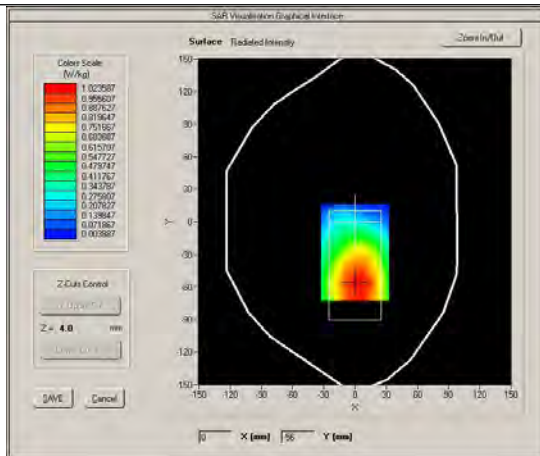 SAR Visualisation Graphical Interface
Surface Radiated Intensity
Zoom In/Out
Colors Scale
(W/kg)
1.023587
0.955607
0.887627
0.819647
0.751667
0.683687
0.615707
0.547727
0.479747
0.411767
0.343787
0.275807
0.207827
0.139847
0.071867
0.003887
Z-Cuts Control
Z = 4.0 mm
SAVE Cancel
150
120
90
60
30
0
-30
-60
-90
-120
-150
Y
-150 -120 -90 -60 -30 0 30 60 90 120 150
X
0 X (mm) Y (mm)